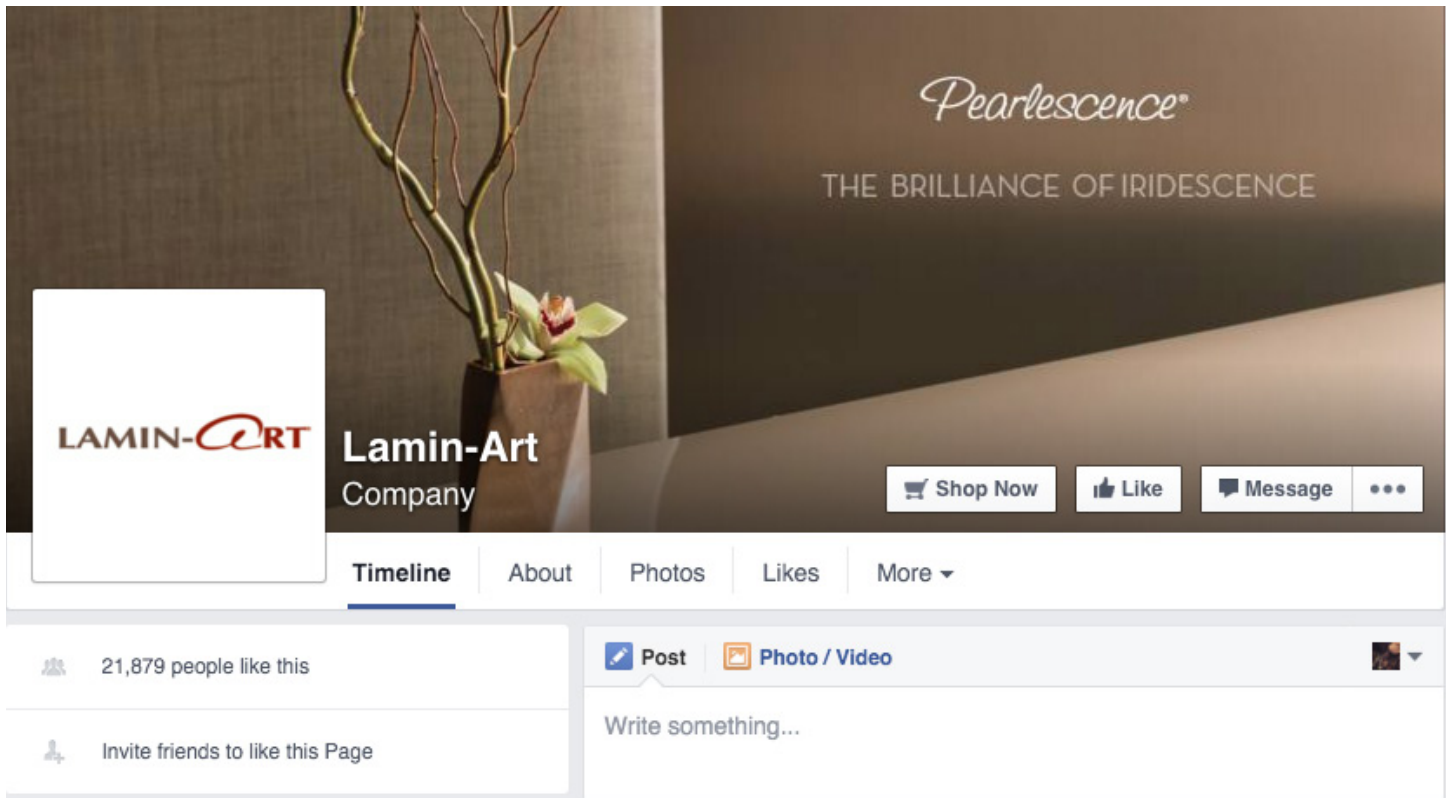 Pearlescence®
THE BRILLIANCE OF IRIDESCENCE
LAMIN-ART
Lamin-Art
Company
Shop Now
Like
Message
Timeline
About
Photos
Likes
More
21,879 people like this
Post
Photo / Video
Write something...
Invite friends to like this Page